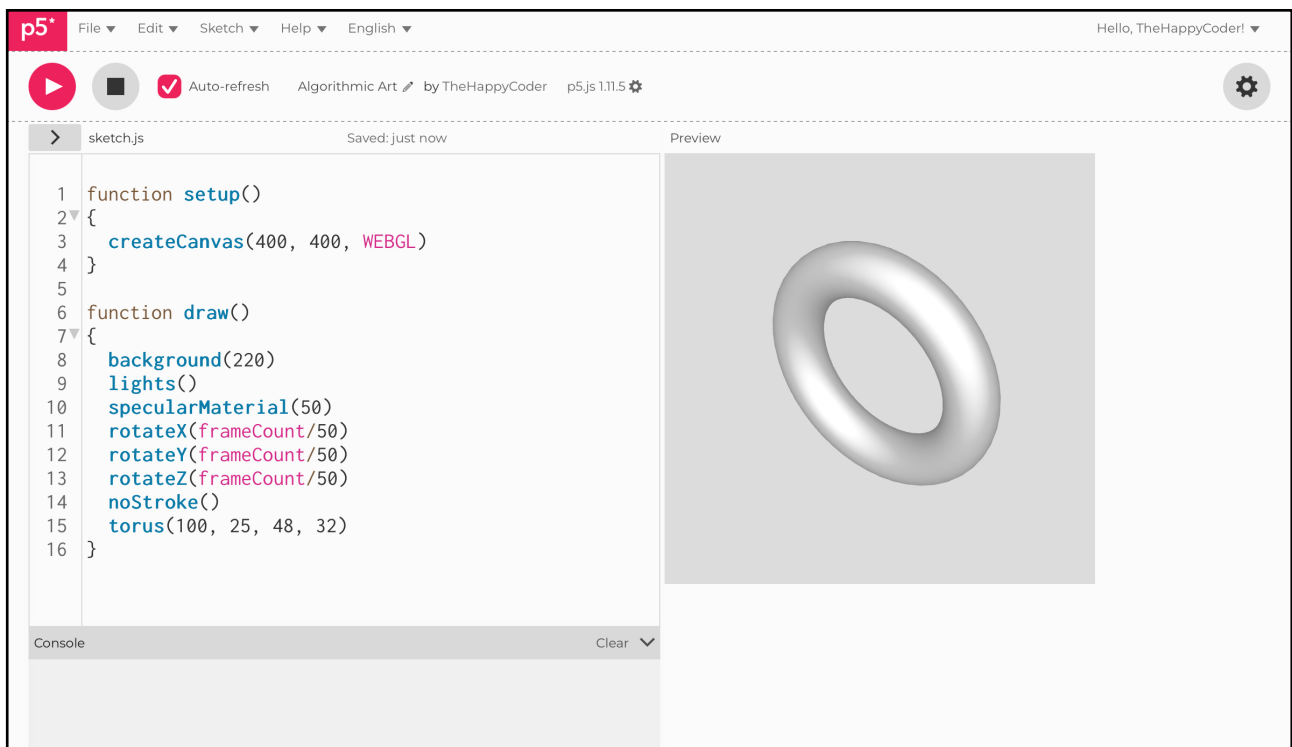 p5* File Edit Sketch Help English Hello, TheHappyCoder!
Auto-refresh Algorithmic Art by TheHappyCoder p5.js 1.11.5
> sketch.js Saved: just now Preview
1 function setup()
2 {
3 createCanvas(400, 400, WEBGL)
4 }
5
6 function draw()
7 {
8 background(220)
9 lights()
10 specularMaterial(50)
11 rotateX(frameCount/50)
12 rotateY(frameCount/50)
13 rotateZ(frameCount/50)
14 noStroke()
15 torus(100, 25, 48, 32)
16 }
Console Clear